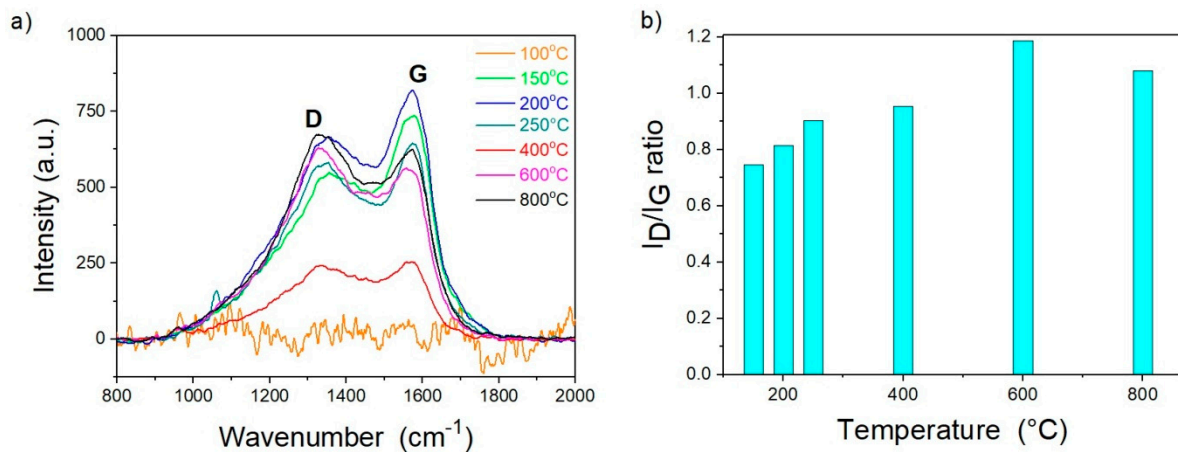 a)
1000
750
500
250
0
800 1000 1200 1400 1600 1800 2000
Intensity (a.u.)
Wavenumber (cm⁻¹)
D
G
100°C
150°C
200°C
250°C
400°C
600°C
800°C
b)
1.2
1.0
0.8
0.6
0.4
0.2
0.0
200 400 600 800
I_D/I_G ratio
Temperature (°C)